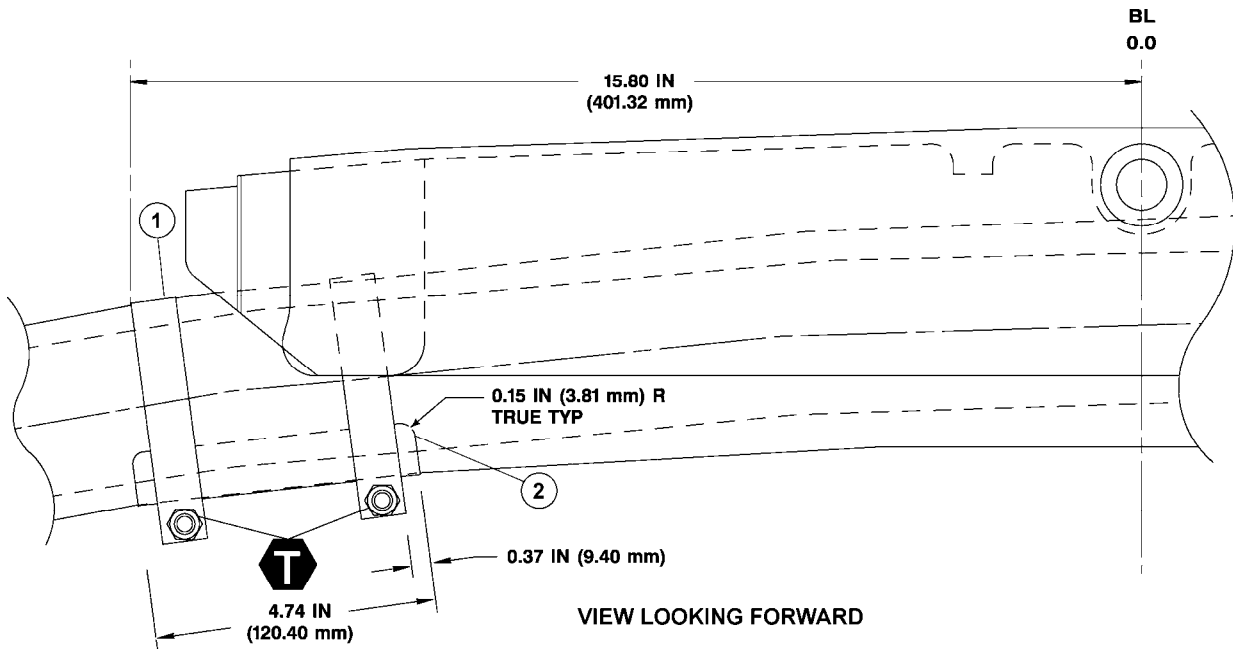 BL
0.0
15.80 IN
(401.32 mm)
1
0.15 IN (3.81 mm) R
TRUE TYP
2
T
0.37 IN (9.40 mm)
4.74 IN
(120.40 mm)
VIEW LOOKING FORWARD